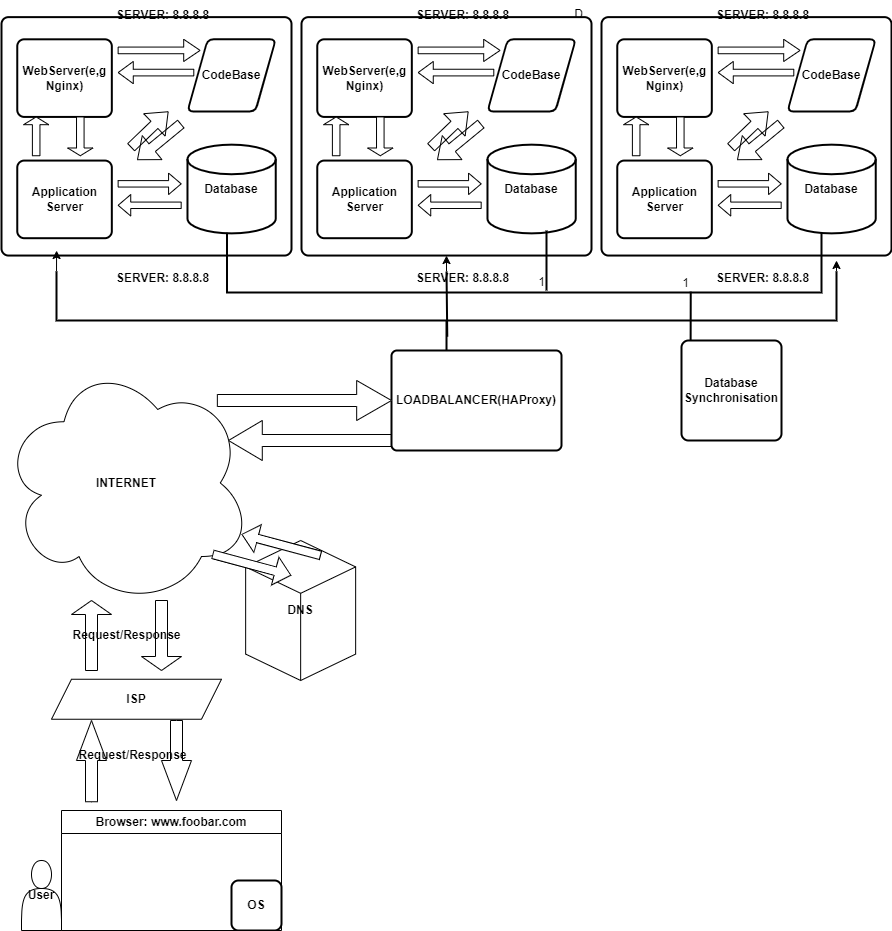 SERVER: 8.8.8.8
SERVER: 8.8.8.8
D
SERVER: 8.8.8.8
WebServer(e,g
Nginx)
CodeBase
WebServer(e,g
Nginx)
CodeBase
WebServer(e,g
Nginx)
CodeBase
Application
Server
Database
Application
Server
Database
Application
Server
Database
SERVER: 8.8.8.8
SERVER: 8.8.8.8
1
1
SERVER: 8.8.8.8
LOADBALANCER(HAProxy)
Database
Synchronisation
INTERNET
DNS
Request/Response
ISP
Request/Response
Browser: www.foobar.com
User
OS